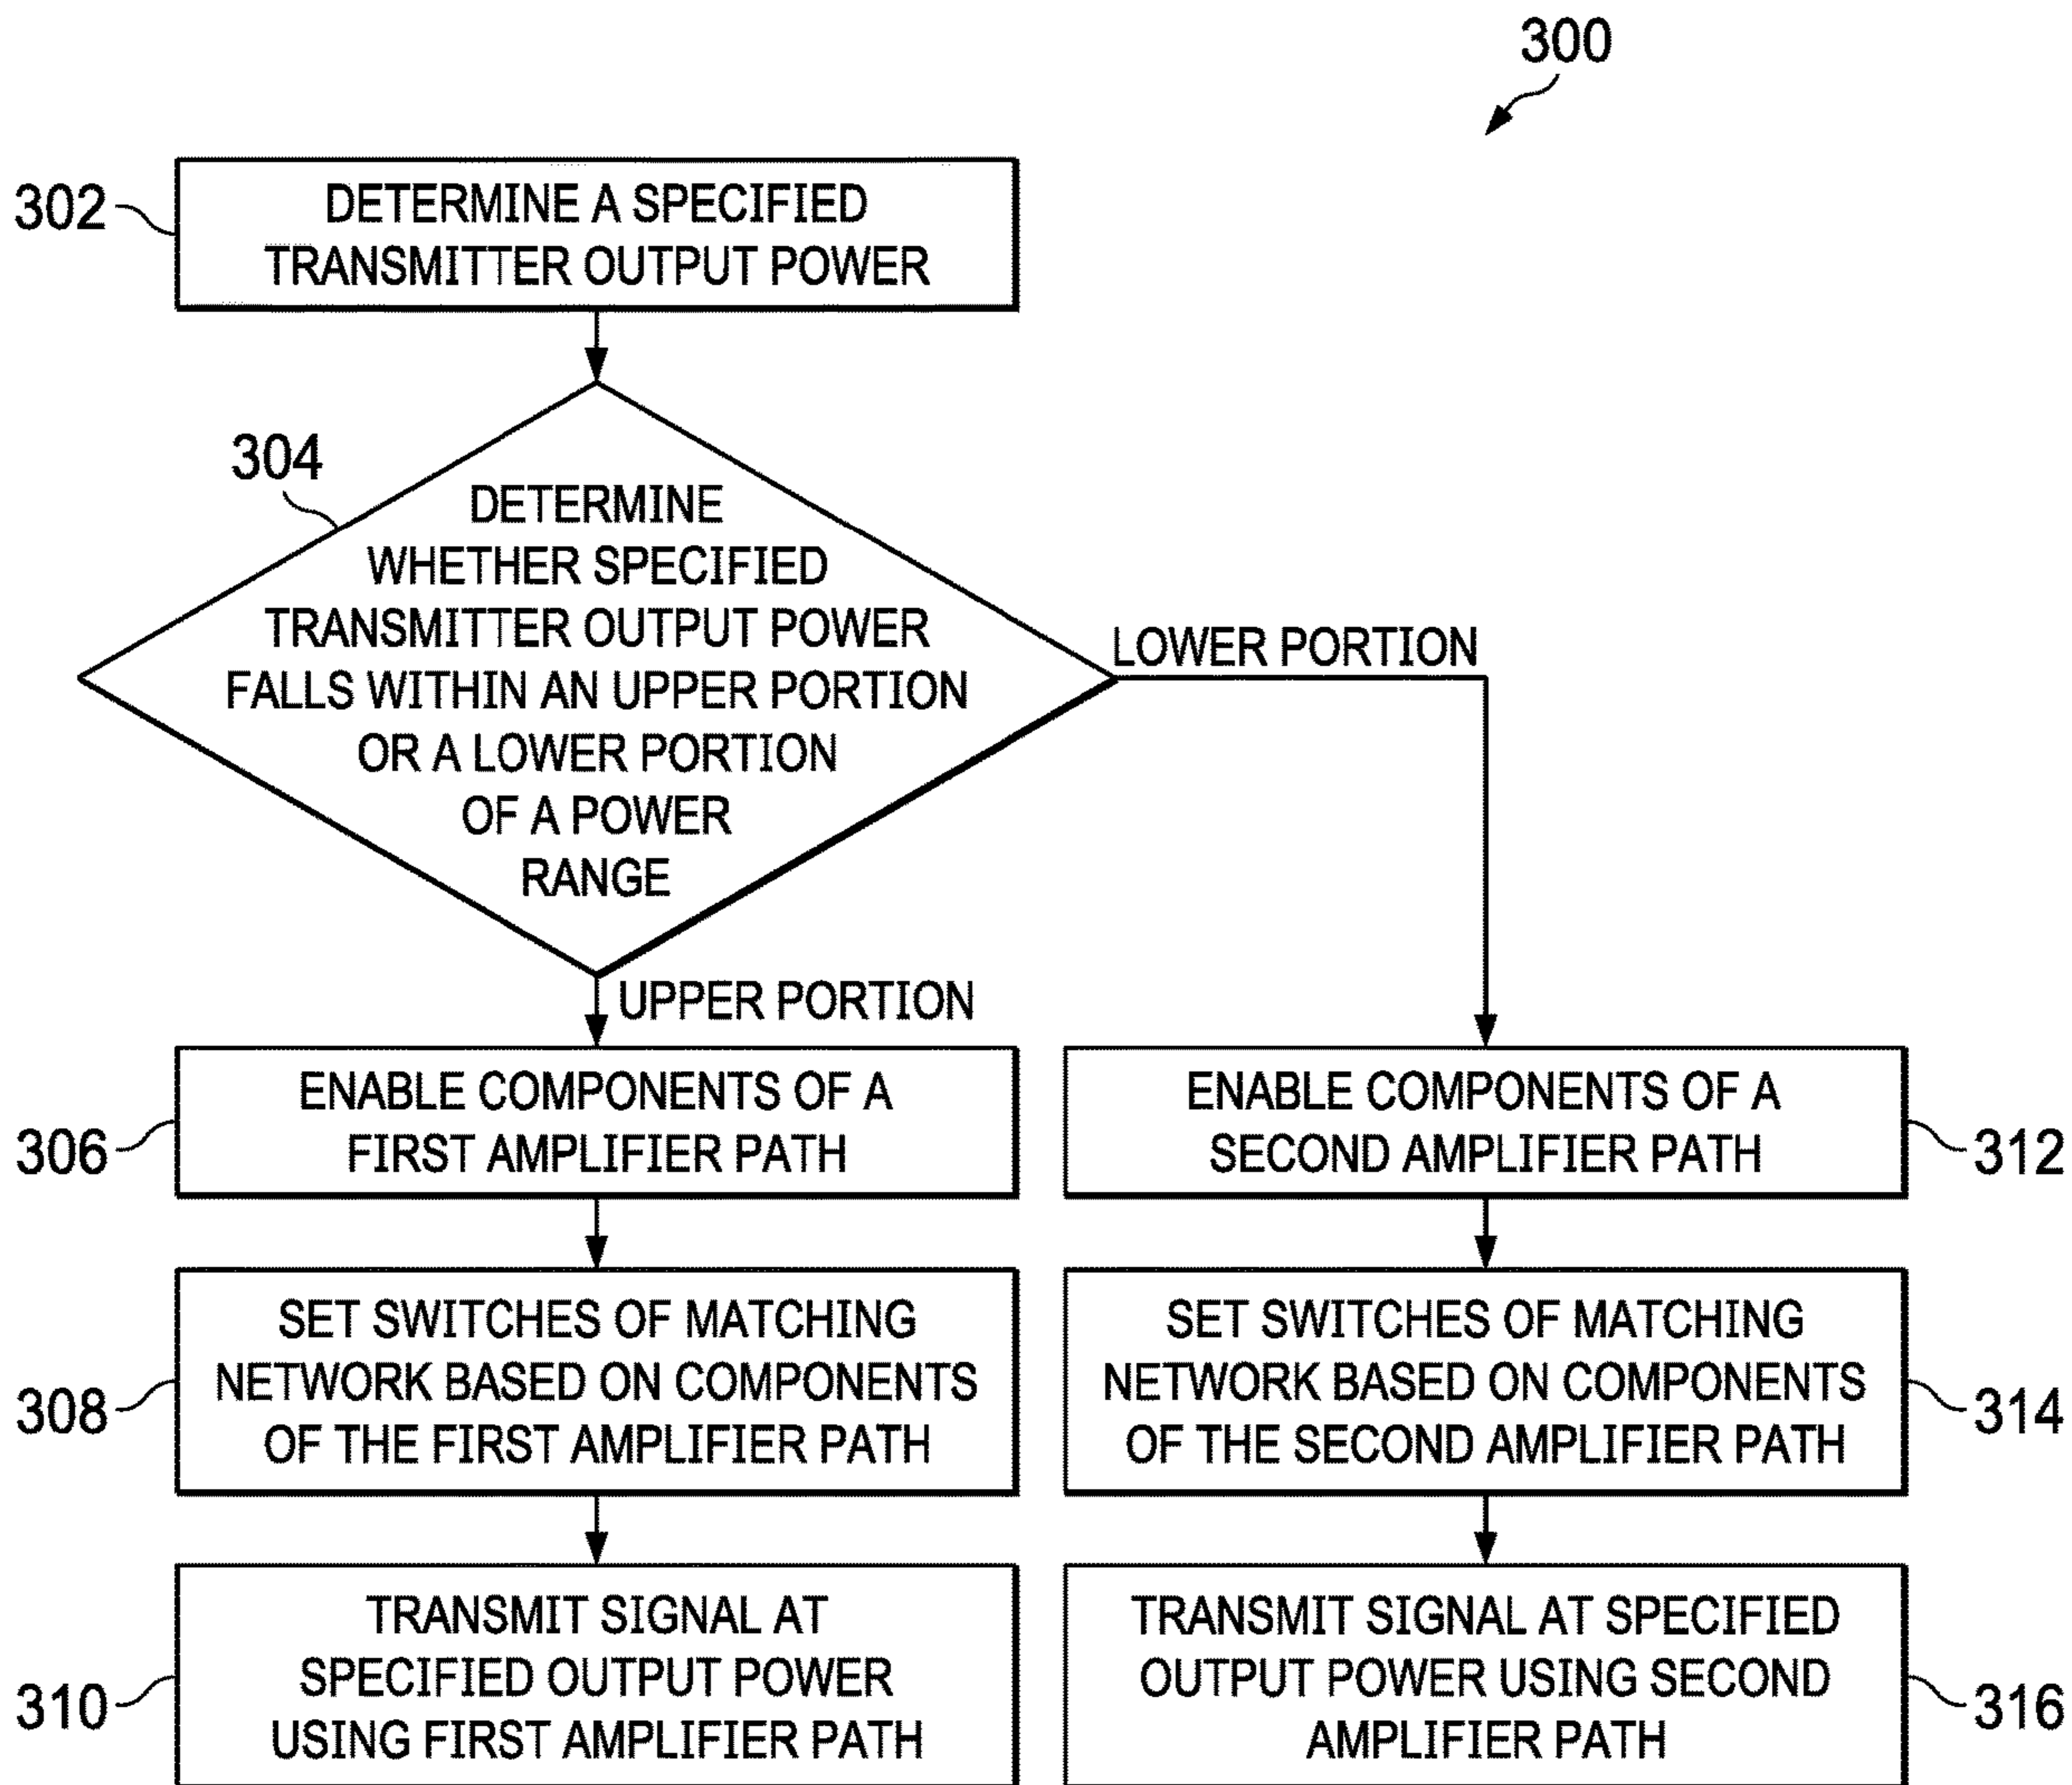 300
302
DETERMINE A SPECIFIED
TRANSMITTER OUTPUT POWER
304
DETERMINE
WHETHER SPECIFIED
TRANSMITTER OUTPUT POWER
FALLS WITHIN AN UPPER PORTION
OR A LOWER PORTION
OF A POWER
RANGE
LOWER PORTION
UPPER PORTION
306
ENABLE COMPONENTS OF A
FIRST AMPLIFIER PATH
ENABLE COMPONENTS OF A
SECOND AMPLIFIER PATH
312
308
SET SWITCHES OF MATCHING
NETWORK BASED ON COMPONENTS
OF THE FIRST AMPLIFIER PATH
SET SWITCHES OF MATCHING
NETWORK BASED ON COMPONENTS
OF THE SECOND AMPLIFIER PATH
314
310
TRANSMIT SIGNAL AT
SPECIFIED OUTPUT POWER
USING FIRST AMPLIFIER PATH
TRANSMIT SIGNAL AT SPECIFIED
OUTPUT POWER USING SECOND
AMPLIFIER PATH
316